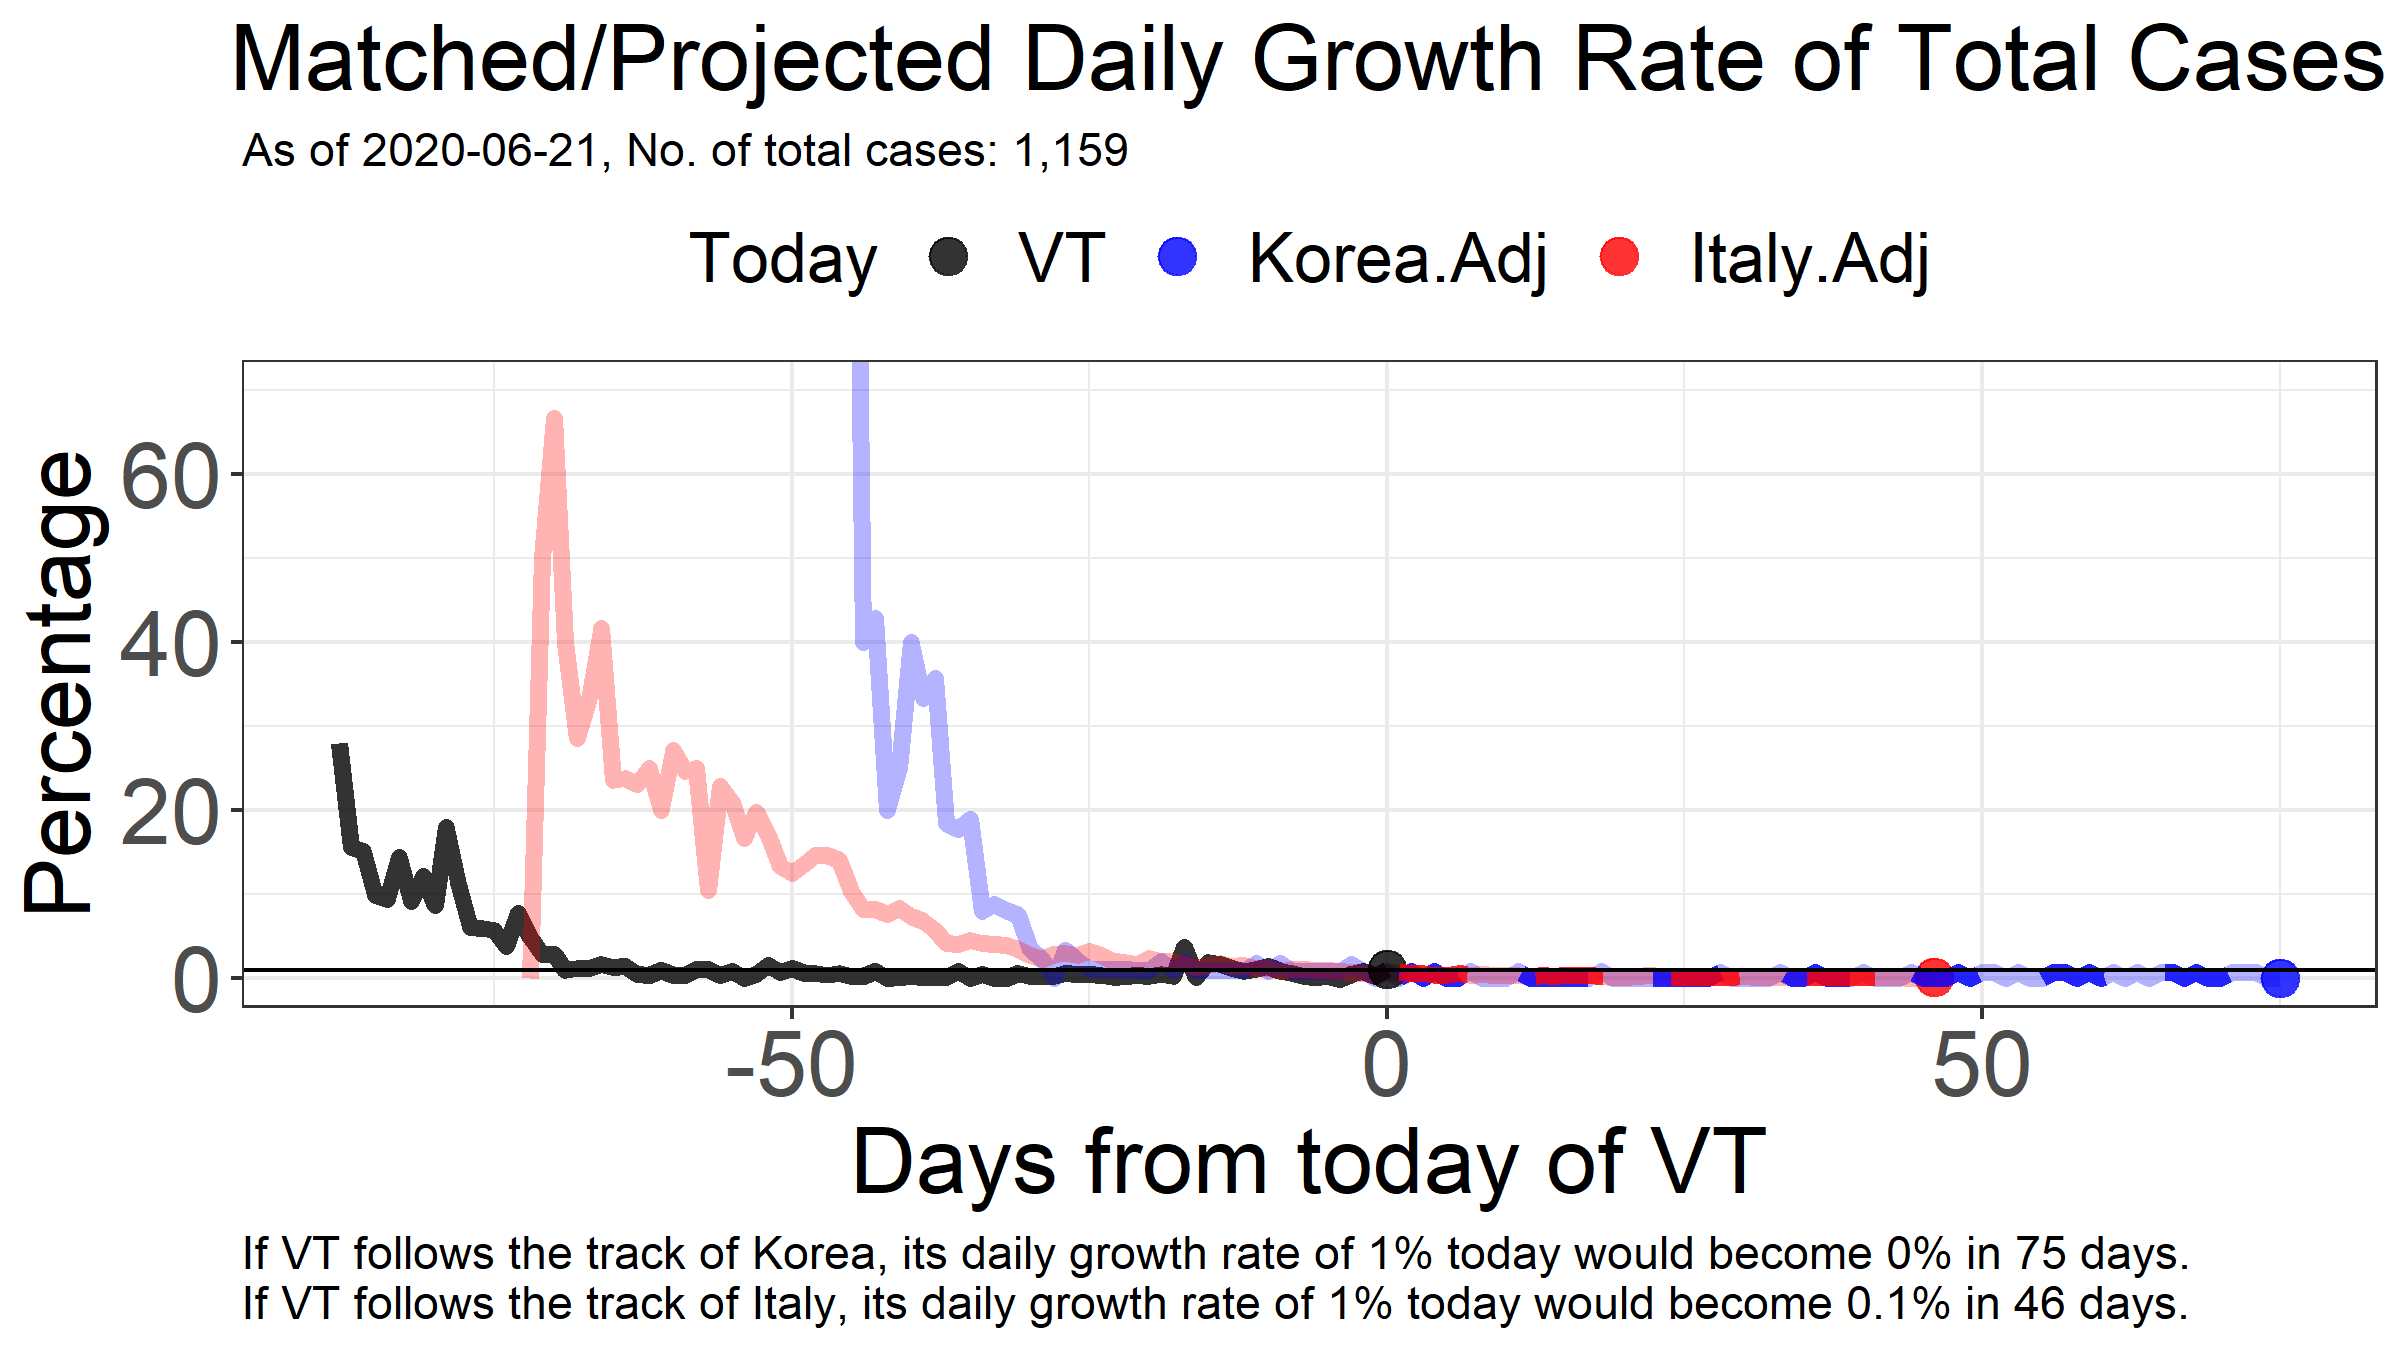 Matched/Projected Daily Growth Rate of Total Cases
As of 2020-06-21, No. of total cases: 1,159
Today VT Korea.Adj Italy.Adj
Percentage
60
40
20
0
-50 0 50
Days from today of VT
If VT follows the track of Korea, its daily growth rate of 1% today would become 0% in 75 days.
If VT follows the track of Italy, its daily growth rate of 1% today would become 0.1% in 46 days.